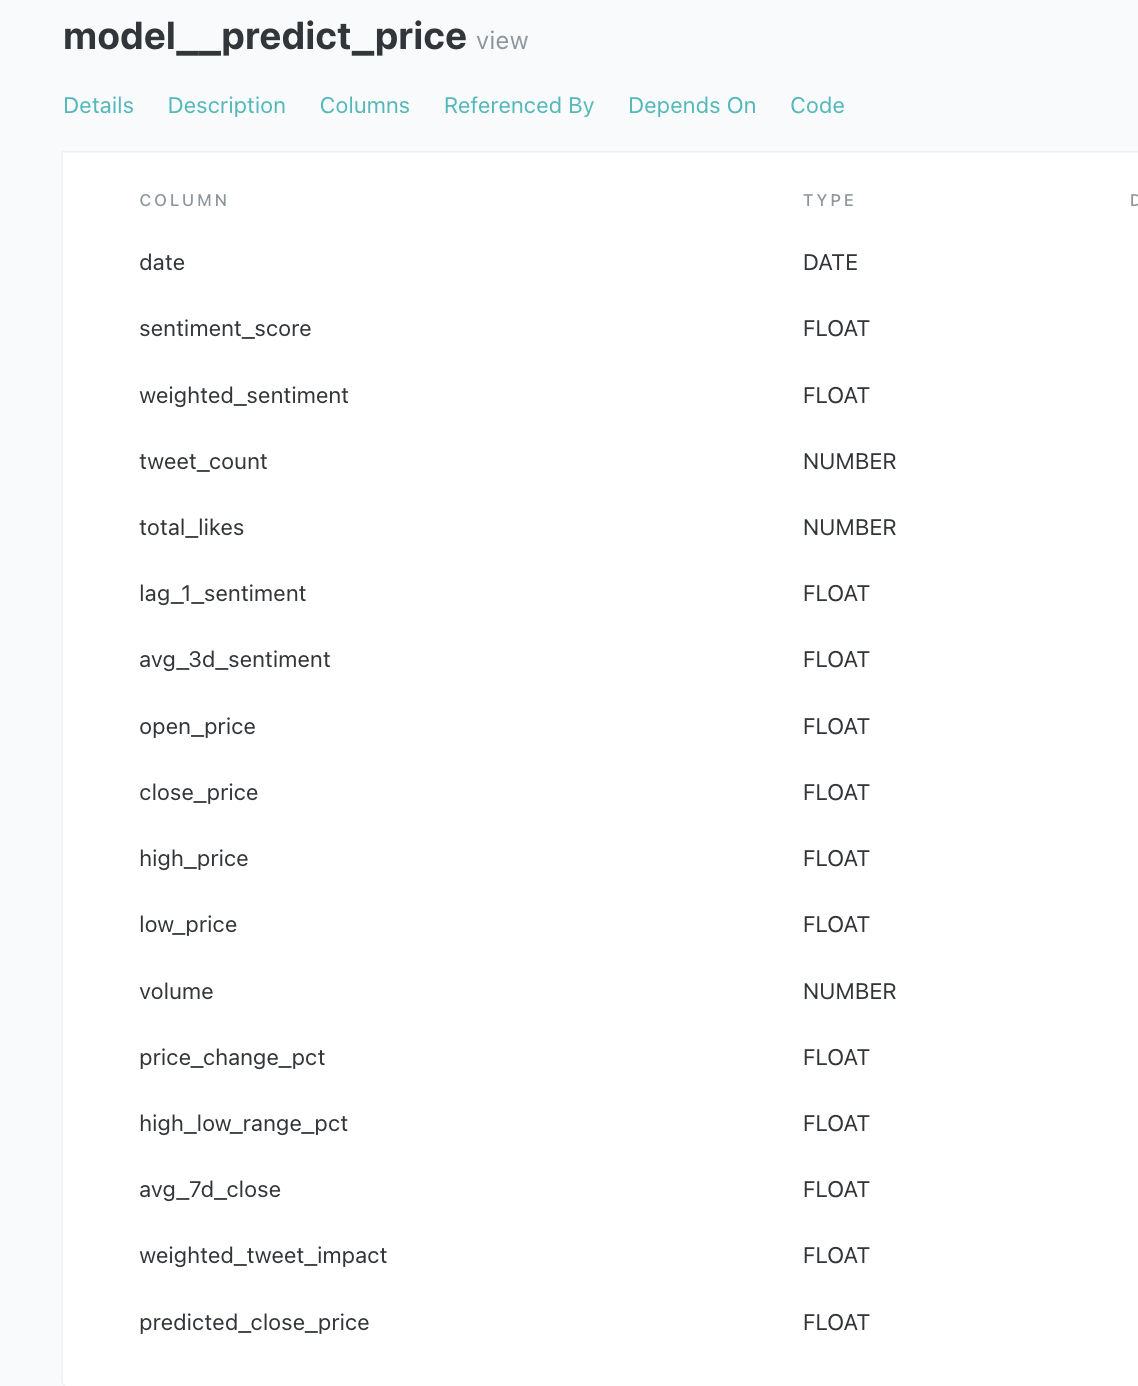 model__predict_price view
Details Description Columns Referenced By Depends On Code
COLUMN TYPE
date DATE
sentiment_score FLOAT
weighted_sentiment FLOAT
tweet_count NUMBER
total_likes NUMBER
lag_1_sentiment FLOAT
avg_3d_sentiment FLOAT
open_price FLOAT
close_price FLOAT
high_price FLOAT
low_price FLOAT
volume NUMBER
price_change_pct FLOAT
high_low_range_pct FLOAT
avg_7d_close FLOAT
weighted_tweet_impact FLOAT
predicted_close_price FLOAT